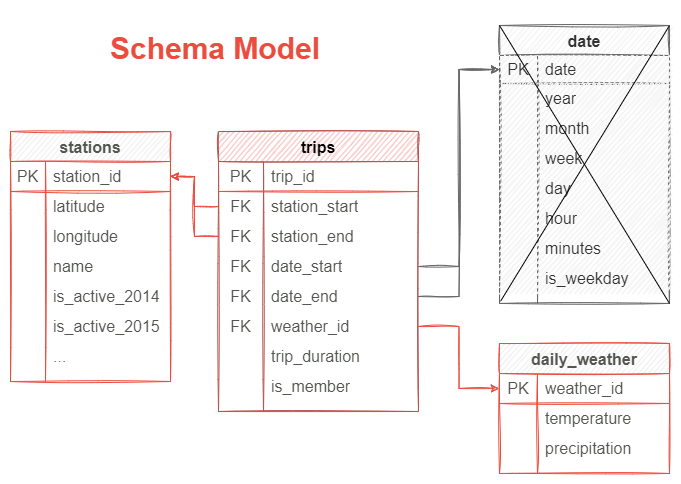 Schema Model
stations
PK station_id
latitude
longitude
name
is_active_2014
is_active_2015
...
trips
PK trip_id
FK station_start
FK station_end
FK date_start
FK date_end
FK weather_id
trip_duration
is_member
date
PK date
year
month
week
day
hour
minutes
is_weekday
daily_weather
PK weather_id
temperature
precipitation